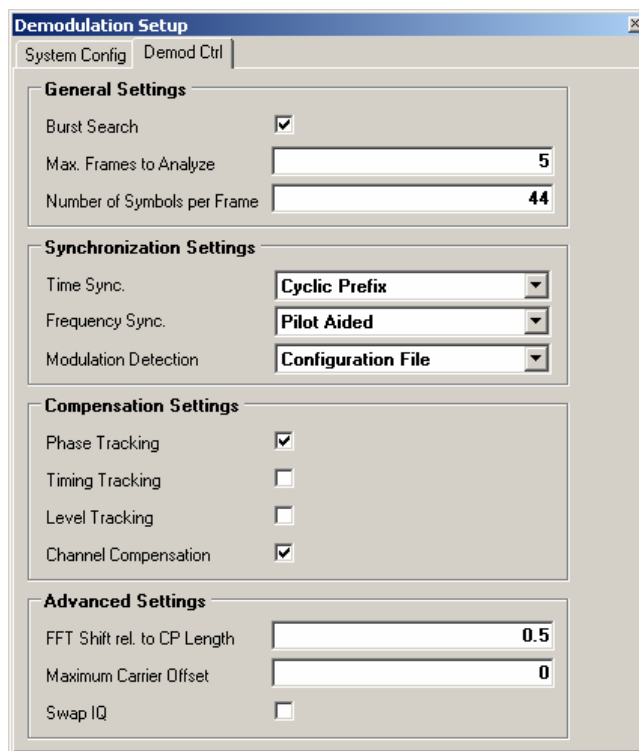 Demodulation Setup
System Config Demod Ctrl
General Settings
Burst Search
Max. Frames to Analyze 5
Number of Symbols per Frame 44
Synchronization Settings
Time Sync. Cyclic Prefix
Frequency Sync. Pilot Aided
Modulation Detection Configuration File
Compensation Settings
Phase Tracking
Timing Tracking
Level Tracking
Channel Compensation
Advanced Settings
FFT Shift rel. to CP Length 0.5
Maximum Carrier Offset 0
Swap IQ